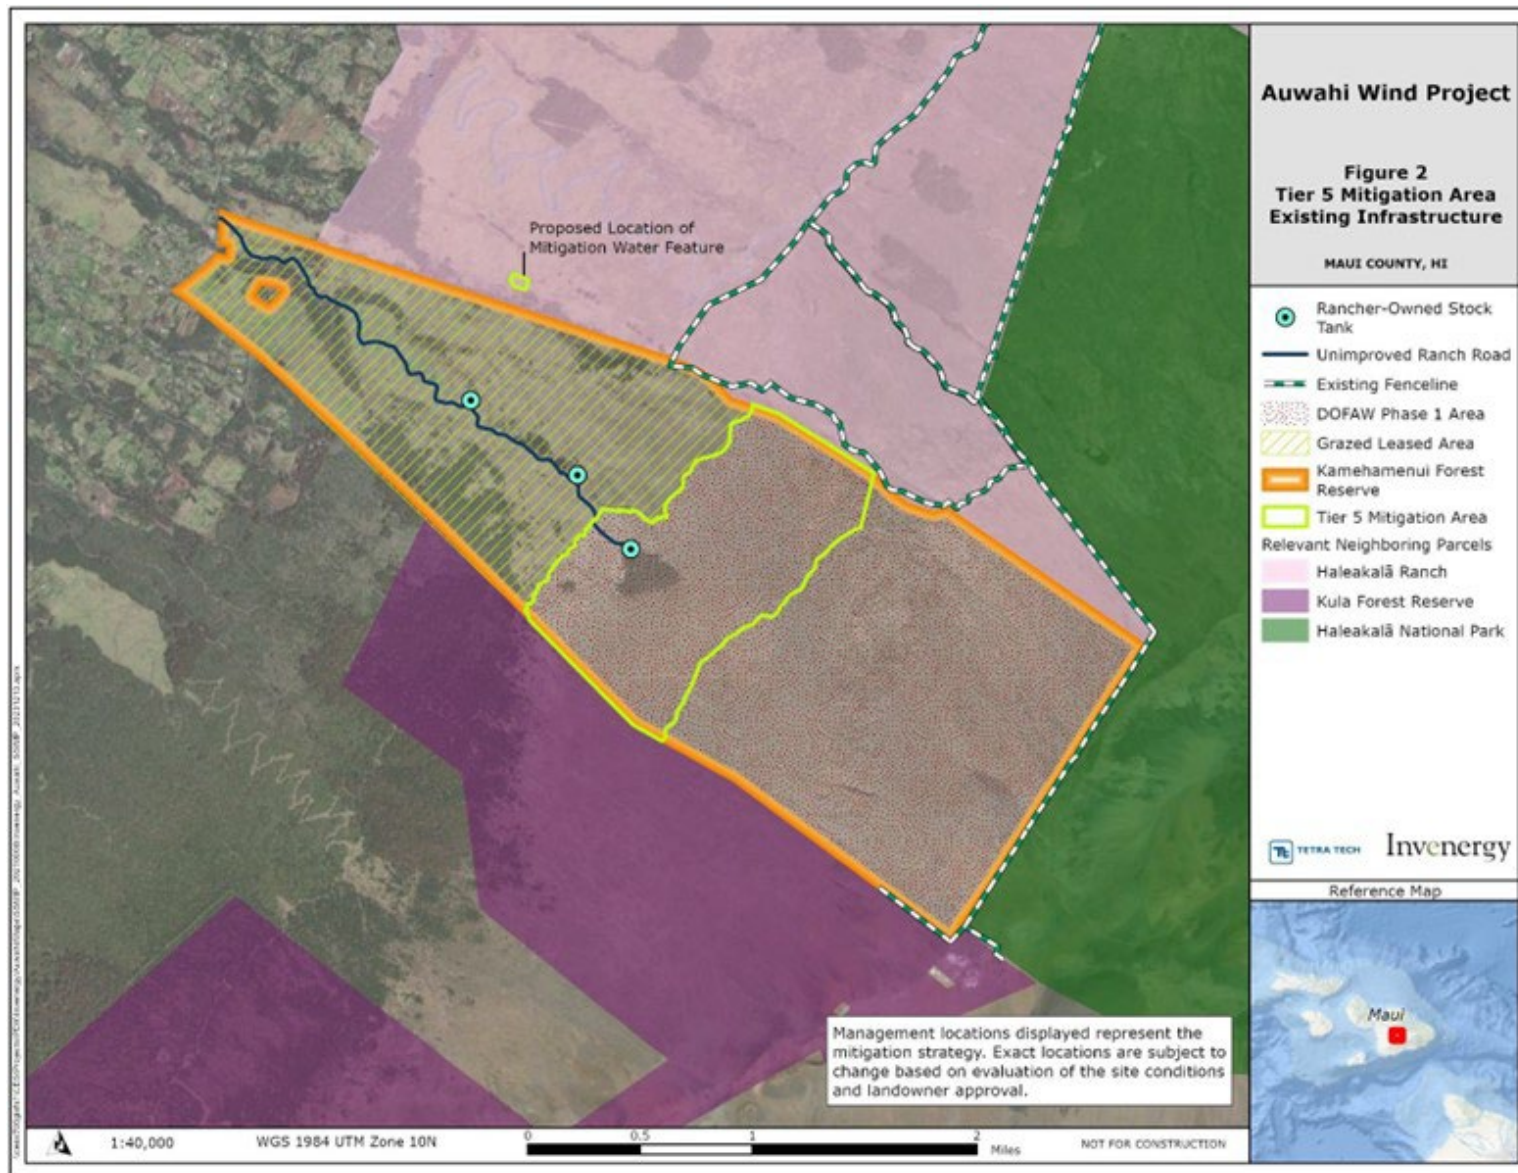 Auwahi Wind Project
Figure 2
Tier 5 Mitigation Area
Existing Infrastructure
MAUI COUNTY, HI
Proposed Location of
Mitigation Water Feature
Rancher-Owned Stock
Tank
Unimproved Ranch Road
Existing Fenceline
DOFAW Phase 1 Area
Grazed Leased Area
Kamehamenui Forest
Reserve
Tier 5 Mitigation Area
Relevant Neighboring Parcels
Haleakalā Ranch
Kula Forest Reserve
Haleakalā National Park
TETRA TECH
Invenergy
Reference Map
Maui
Management locations displayed represent the
mitigation strategy. Exact locations are subject to
change based on evaluation of the site conditions
and landowner approval.
1:40,000
WGS 1984 UTM Zone 10N
0 0.5 1 2
Miles
NOT FOR CONSTRUCTION